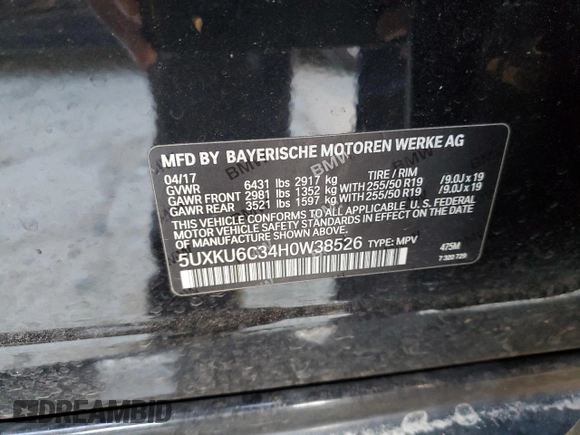 MFD BY BAYERISCHE MOTOREN WERKE AG
04/17 TIRE / RIM
GVWR 6431 lbs 2917 kg
GAWR FRONT 2981 lbs 1352 kg WITH 255/50 R19 /9.0J x 19
GAWR REAR 3521 lbs 1597 kg WITH 255/50 R19 /9.0J x 19
THIS VEHICLE CONFORMS TO ALL APPLICABLE FEDERAL
MOTOR VEHICLE SAFETY STANDARDS IN EFFECT ON THE DATE
OF MANUFACTURE SHOWN ABOVE.
5UXKU6C34H0W38526 TYPE: MPV 475M
7 320 729
DREAMBID